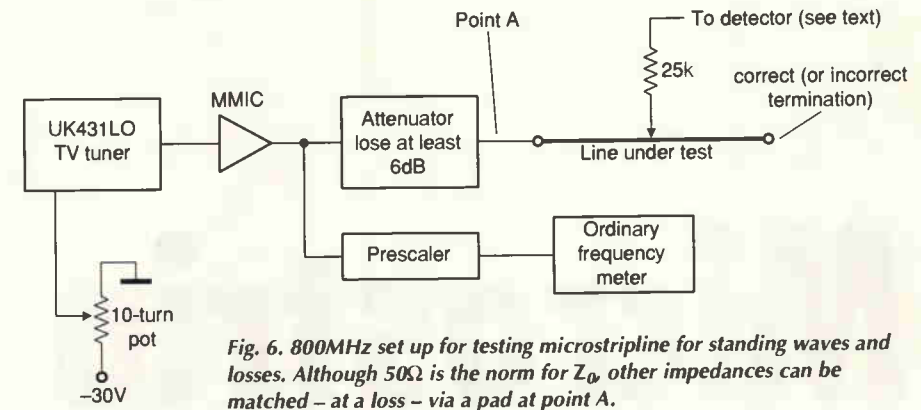 Point A
To detector (see text)
25k
correct (or incorrect
termination)
MMIC
UK431LO
TV tuner
Attenuator
lose at least
6dB
Line under test
Prescaler
Ordinary
frequency
meter
10-turn
pot
–30V
Fig. 6. 800MHz set up for testing microstripline for standing waves and
losses. Although 50Ω is the norm for Z₀, other impedances can be
matched – at a loss – via a pad at point A.